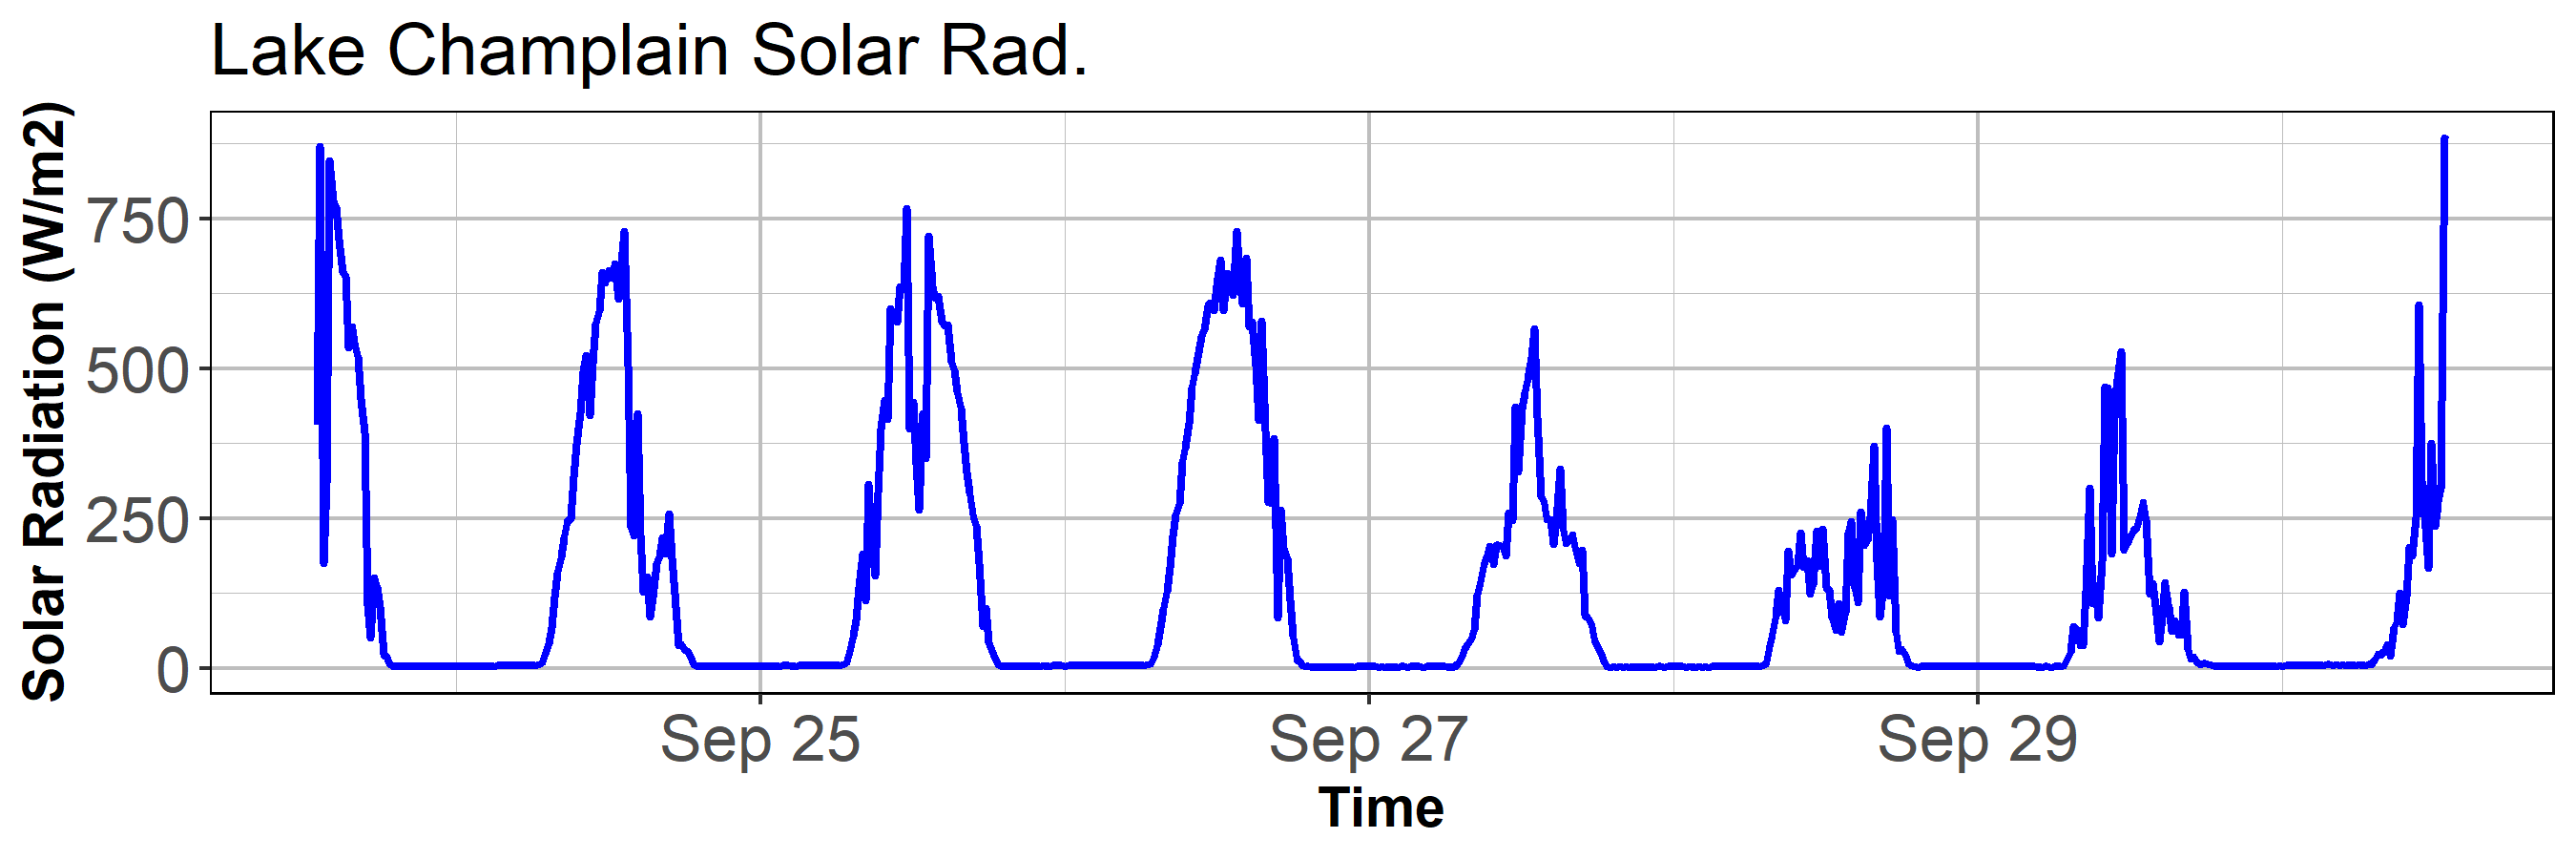 Lake Champlain Solar Rad.
Solar Radiation (W/m2)
750
500
250
0
Sep 25 Sep 27 Sep 29
Time